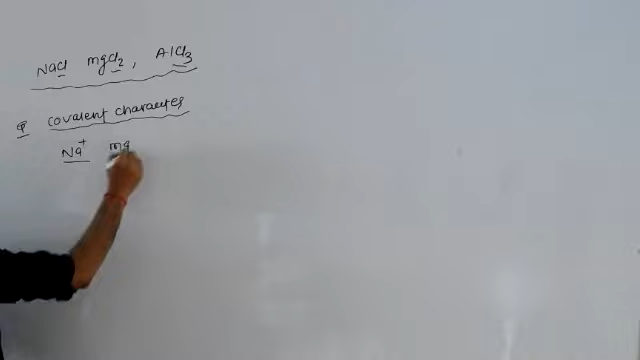 NaCl mgCl2, AlCl3
Covalent character
Na+ mg